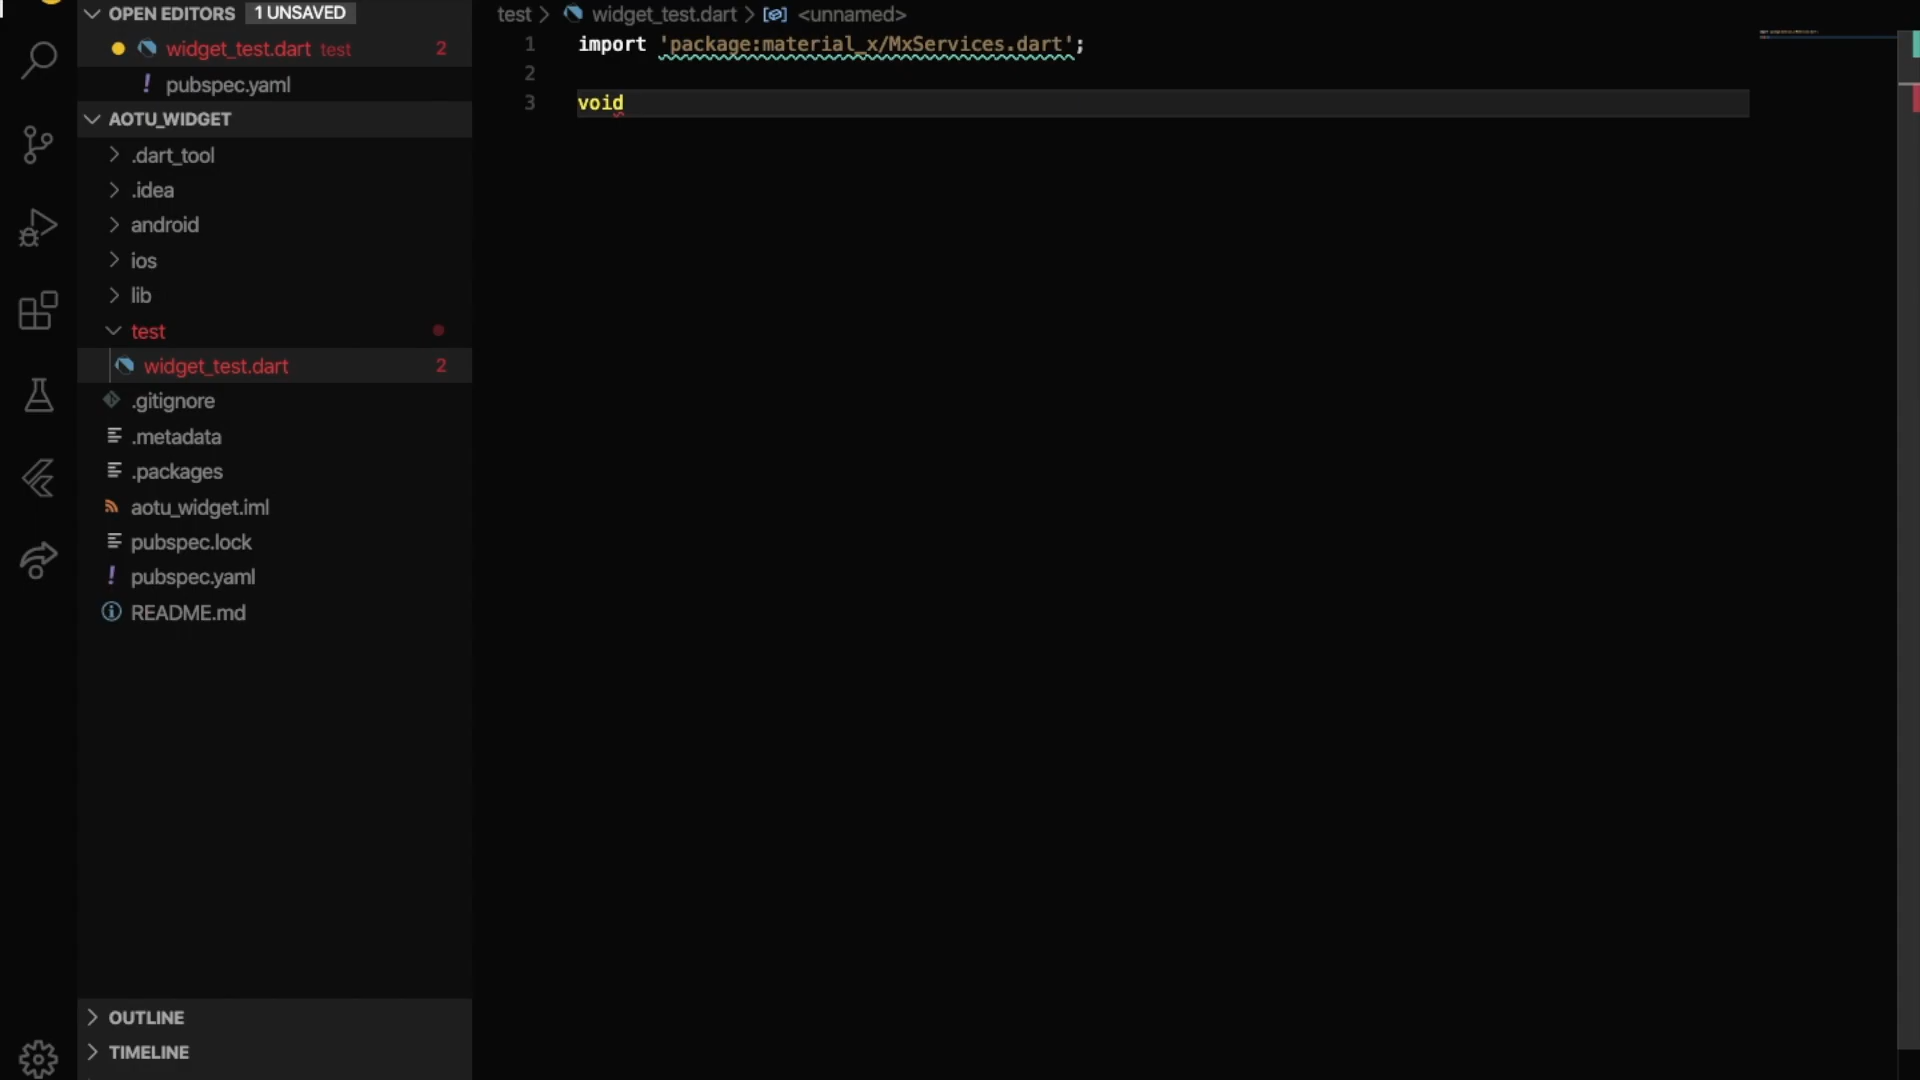 OPEN EDITORS 1 UNSAVED
widget_test.dart test 2
! pubspec.yaml
AOTU_WIDGET
.dart_tool
.idea
android
ios
lib
test
widget_test.dart 2
.gitignore
.metadata
.packages
aotu_widget.iml
pubspec.lock
! pubspec.yaml
README.md
OUTLINE
TIMELINE
test > widget_test.dart > <unnamed>
1 import 'package:material_x/MxServices.dart';
2
3 void